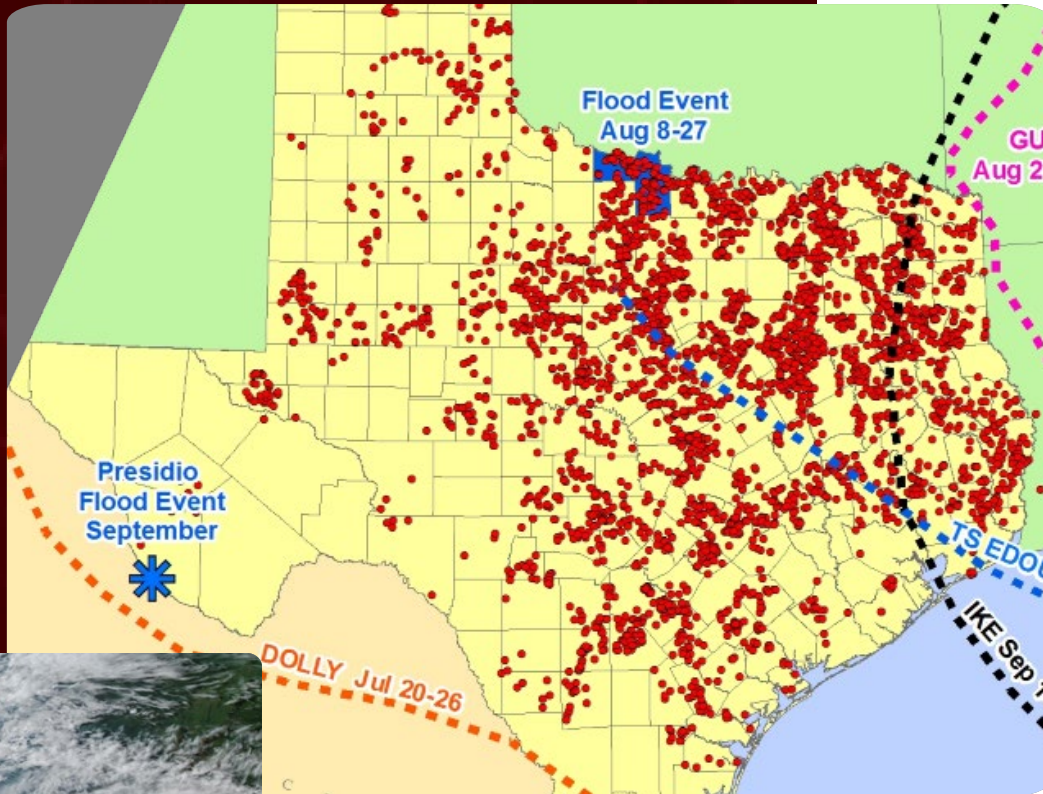 Flood Event
Aug 8-27
GU
Aug 2
Presidio
Flood Event
September
TS EDOU
IKE Sep 1
DOLLY Jul 20-26
C